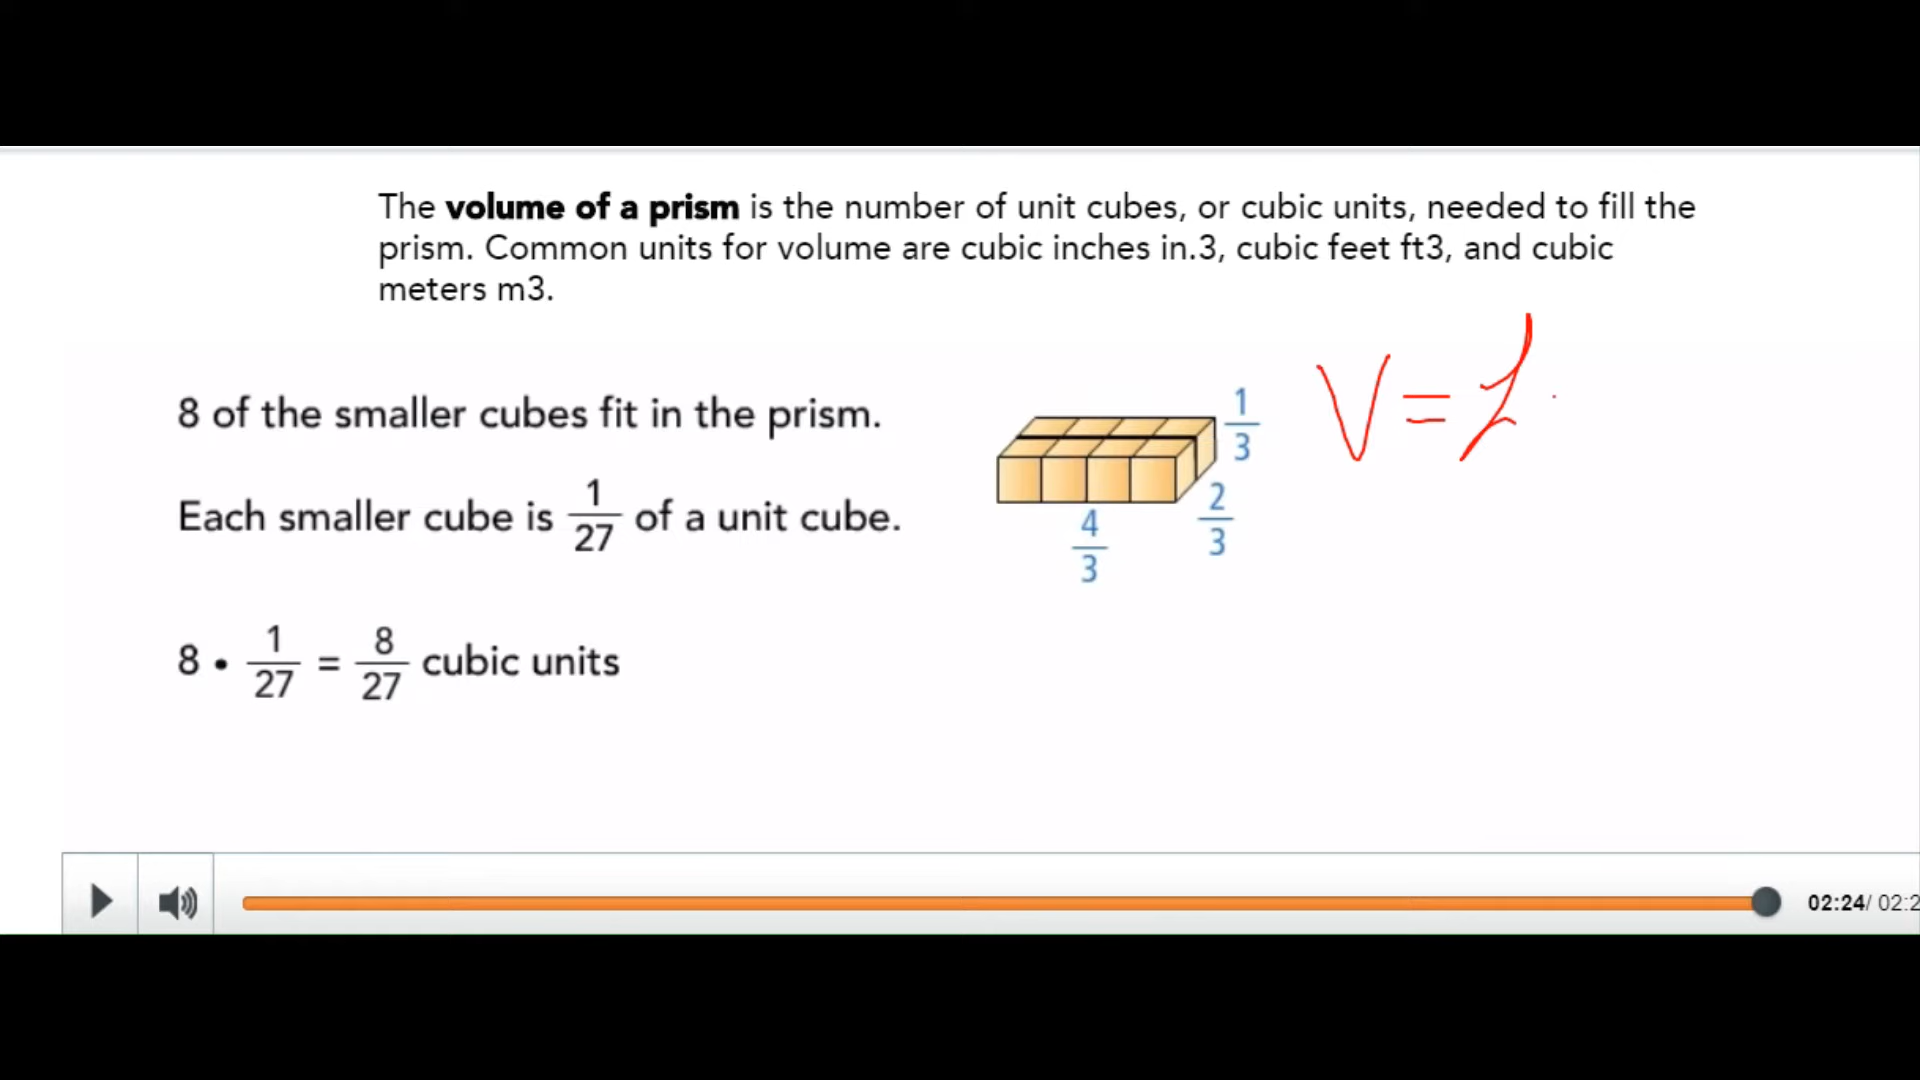 The volume of a prism is the number of unit cubes, or cubic units, needed to fill the
prism. Common units for volume are cubic inches in.3, cubic feet ft3, and cubic
meters m3.
8 of the smaller cubes fit in the prism.
Each smaller cube is 1/27 of a unit cube.
8 • 1/27 = 8/27 cubic units
1/3
2/3
4/3
V = l ·
02:24/ 02:2